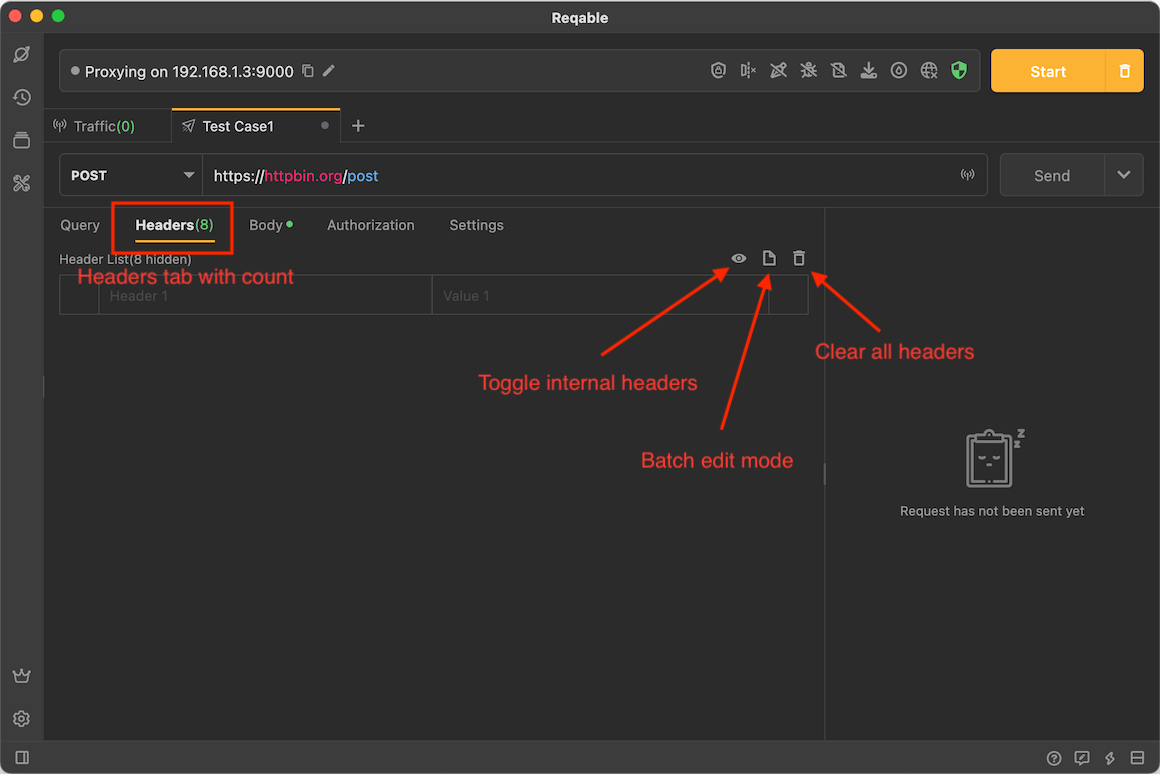 Reqable
Proxying on 192.168.1.3:9000
Start
Traffic(0)
Test Case1
POST
https://httpbin.org/post
Send
Query
Headers(8)
Body
Authorization
Settings
Header List(8 hidden)
Headers tab with count
Header 1
Value 1
Clear all headers
Toggle internal headers
Batch edit mode
z
z
Request has not been sent yet